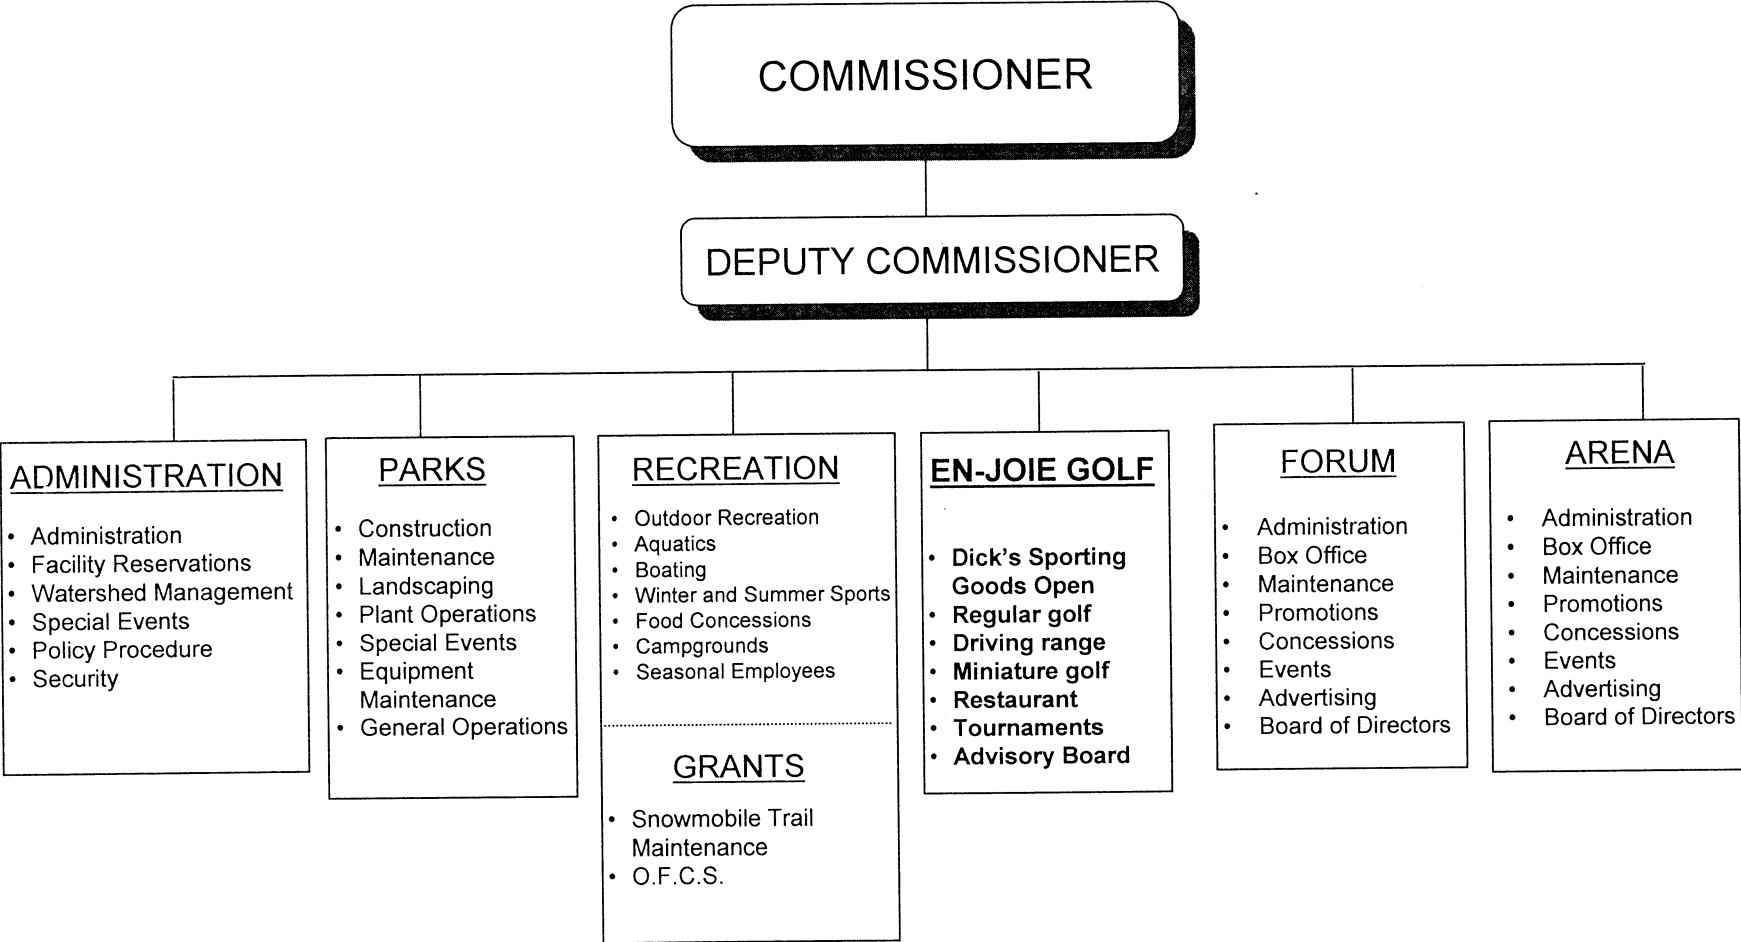 COMMISSIONER
DEPUTY COMMISSIONER
ADMINISTRATION
• Administration
• Facility Reservations
• Watershed Management
• Special Events
• Policy Procedure
• Security
PARKS
• Construction
• Maintenance
• Landscaping
• Plant Operations
• Special Events
• Equipment
Maintenance
• General Operations
RECREATION
• Outdoor Recreation
• Aquatics
• Boating
• Winter and Summer Sports
• Food Concessions
• Campgrounds
• Seasonal Employees
GRANTS
• Snowmobile Trail
Maintenance
• O.F.C.S.
EN-JOIE GOLF
• Dick's Sporting
Goods Open
• Regular golf
• Driving range
• Miniature golf
• Restaurant
• Tournaments
• Advisory Board
FORUM
• Administration
• Box Office
• Maintenance
• Promotions
• Concessions
• Events
• Advertising
• Board of Directors
ARENA
• Administration
• Box Office
• Maintenance
• Promotions
• Concessions
• Events
• Advertising
• Board of Directors